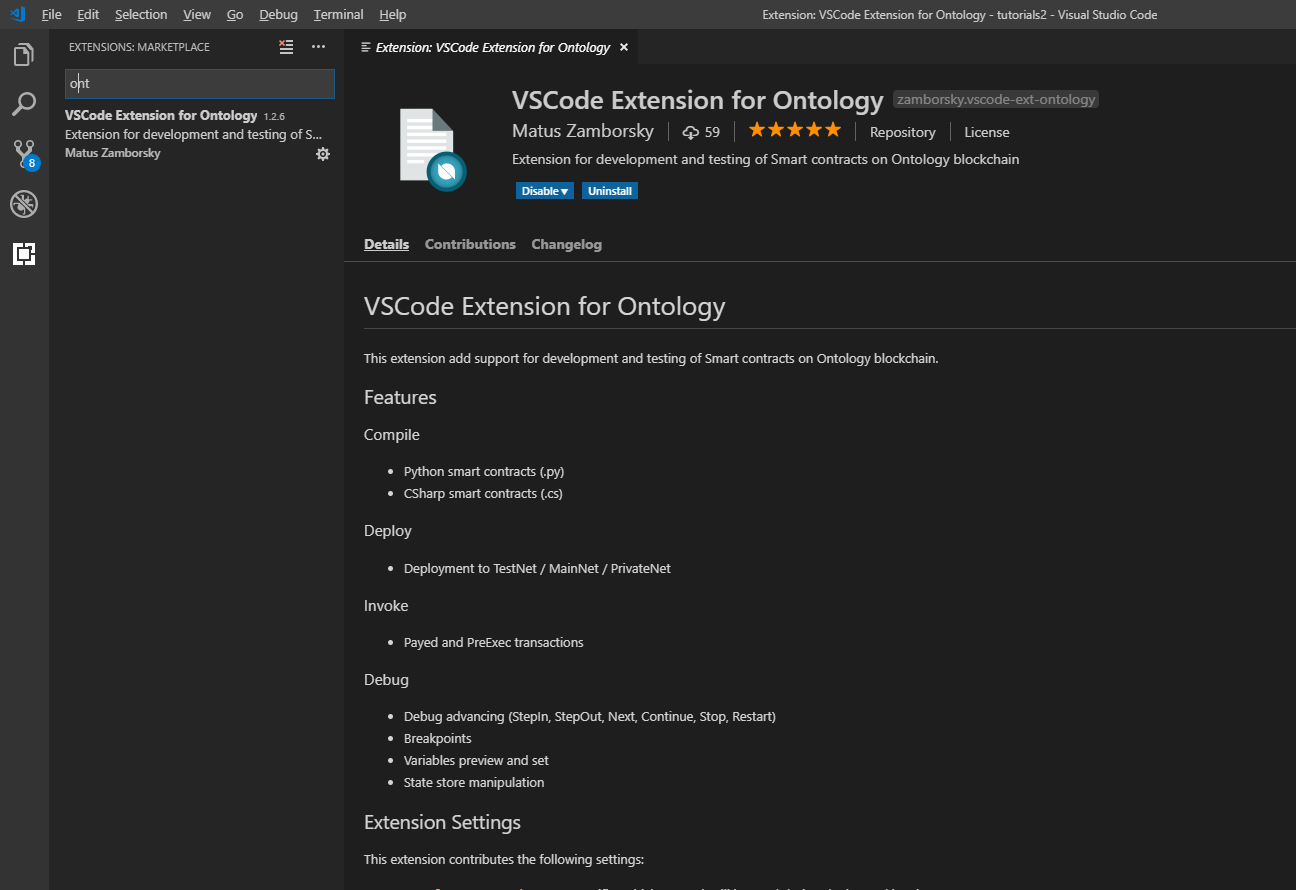 File Edit Selection View Go Debug Terminal Help
Extension: VSCode Extension for Ontology - tutorials2 - Visual Studio Code
EXTENSIONS: MARKETPLACE
ont
VSCode Extension for Ontology 1.2.6
Extension for development and testing of S...
Matus Zamborsky
8
Extension: VSCode Extension for Ontology
VSCode Extension for Ontology zamborsky.vscode-ext-ontology
Matus Zamborsky 59 Repository License
Extension for development and testing of Smart contracts on Ontology blockchain
Disable Uninstall
Details Contributions Changelog
VSCode Extension for Ontology
This extension add support for development and testing of Smart contracts on Ontology blockchain.
Features
Compile
Python smart contracts (.py)
CSharp smart contracts (.cs)
Deploy
Deployment to TestNet / MainNet / PrivateNet
Invoke
Payed and PreExec transactions
Debug
Debug advancing (StepIn, StepOut, Next, Continue, Stop, Restart)
Breakpoints
Variables preview and set
State store manipulation
Extension Settings
This extension contributes the following settings: